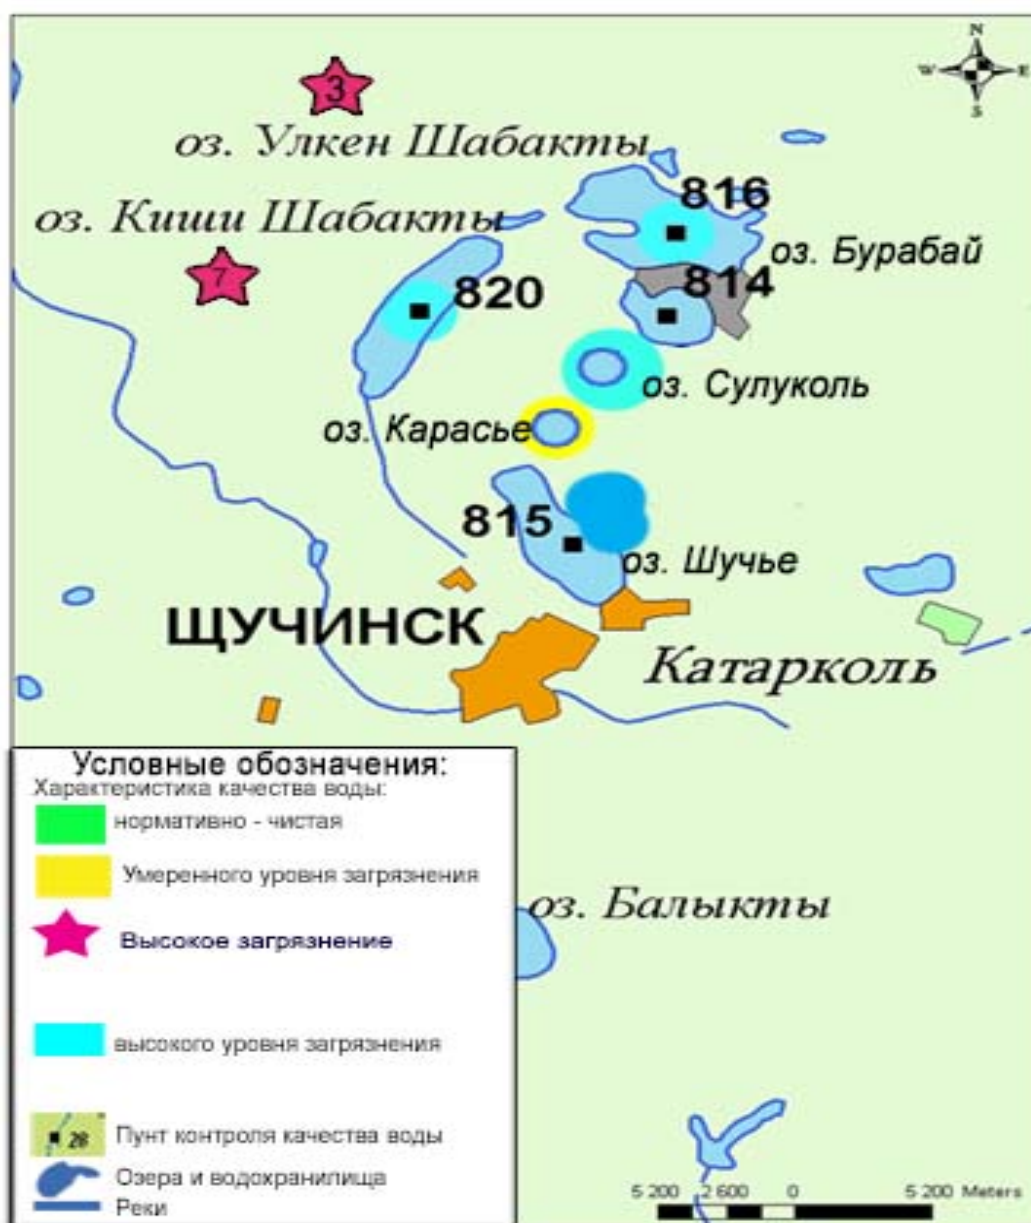 N
W E
S
3
оз. Улкен Шабакты
816
оз. Киши Шабакты
оз. Бурабай
7
820
814
оз. Сулуколь
оз. Карасье
815
оз. Шучье
ЩУЧИНСК
Катарколь
Условные обозначения:
Характеристика качества воды:
нормативно - чистая
Умеренного уровня загрязнения
оз. Балыкты
Высокое загрязнение
высокого уровня загрязнения
28 Пунт контроля качества воды
Озера и водохранилища
Реки
5 200 2 600 0 5 200 Meters